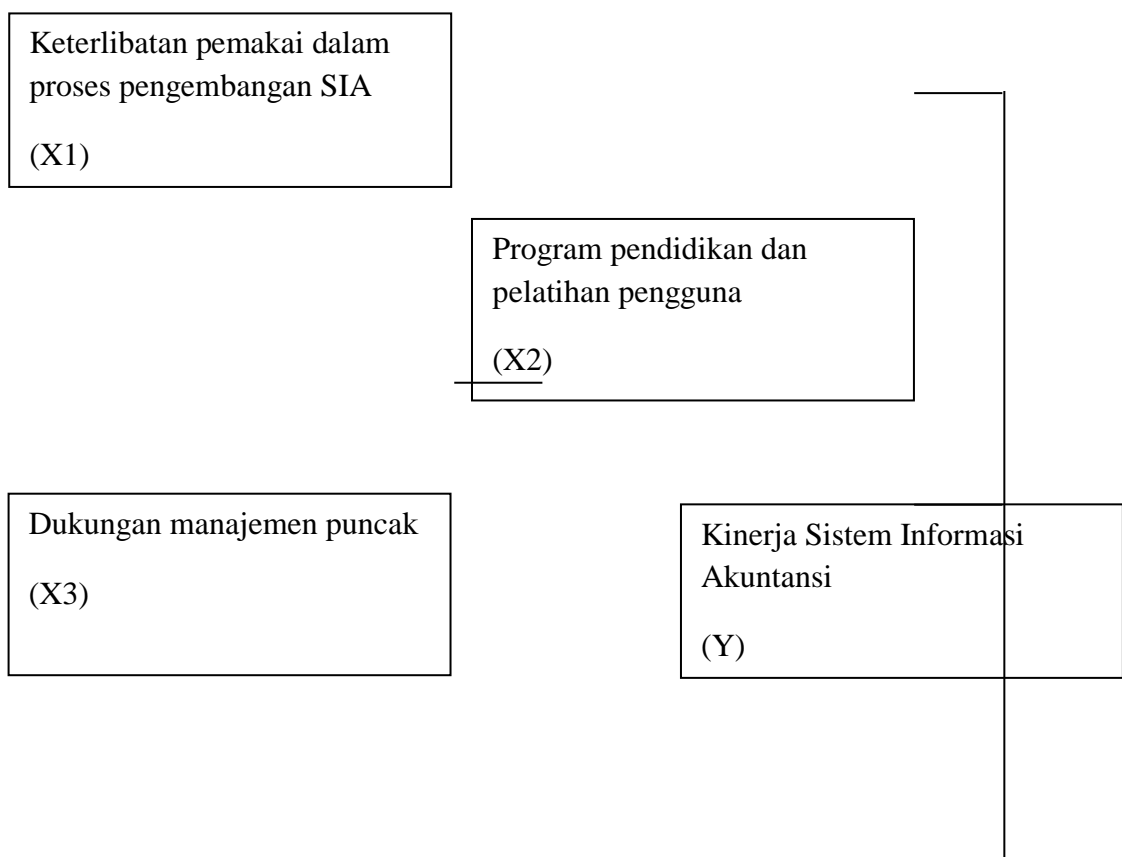 Keterlibatan pemakai dalam
proses pengembangan SIA
(X1)
Program pendidikan dan
pelatihan pengguna
(X2)
Dukungan manajemen puncak
(X3)
Kinerja Sistem Informasi
Akuntansi
(Y)